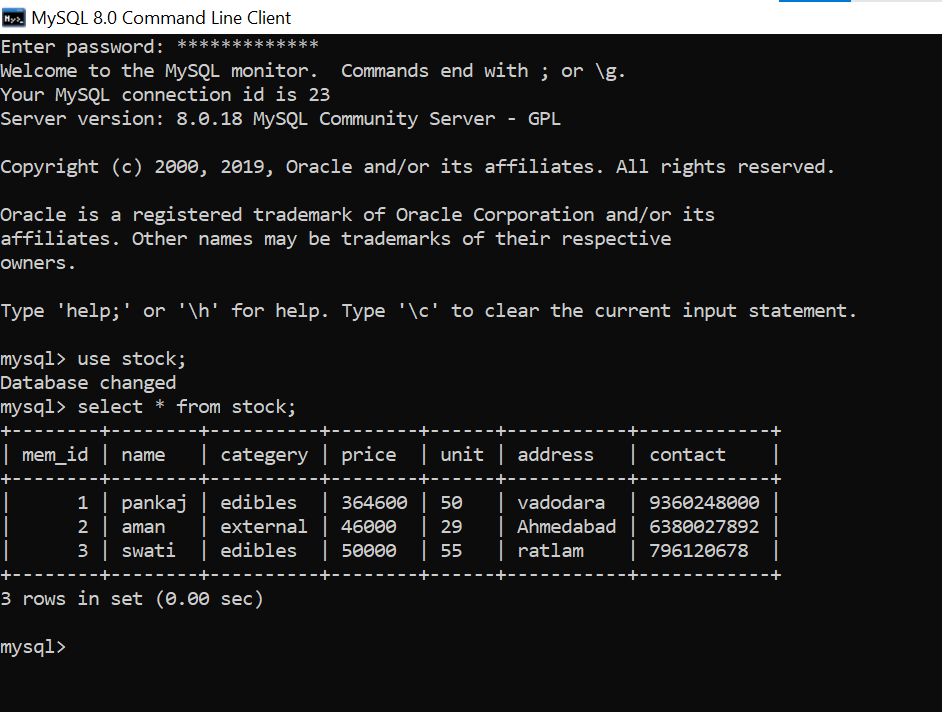 MySQL 8.0 Command Line Client
Enter password: *************
Welcome to the MySQL monitor.  Commands end with ; or \g.
Your MySQL connection id is 23
Server version: 8.0.18 MySQL Community Server - GPL

Copyright (c) 2000, 2019, Oracle and/or its affiliates. All rights reserved.

Oracle is a registered trademark of Oracle Corporation and/or its
affiliates. Other names may be trademarks of their respective
owners.

Type 'help;' or '\h' for help. Type '\c' to clear the current input statement.

mysql> use stock;
Database changed
mysql> select * from stock;
+--------+--------+----------+--------+------+-----------+------------+
| mem_id | name   | categery | price  | unit | address   | contact    |
+--------+--------+----------+--------+------+-----------+------------+
|      1 | pankaj | edibles  | 364600 | 50   | vadodara  | 9360248000 |
|      2 | aman   | external | 46000  | 29   | Ahmedabad | 6380027892 |
|      3 | swati  | edibles  | 50000  | 55   | ratlam    | 796120678  |
+--------+--------+----------+--------+------+-----------+------------+
3 rows in set (0.00 sec)

mysql>